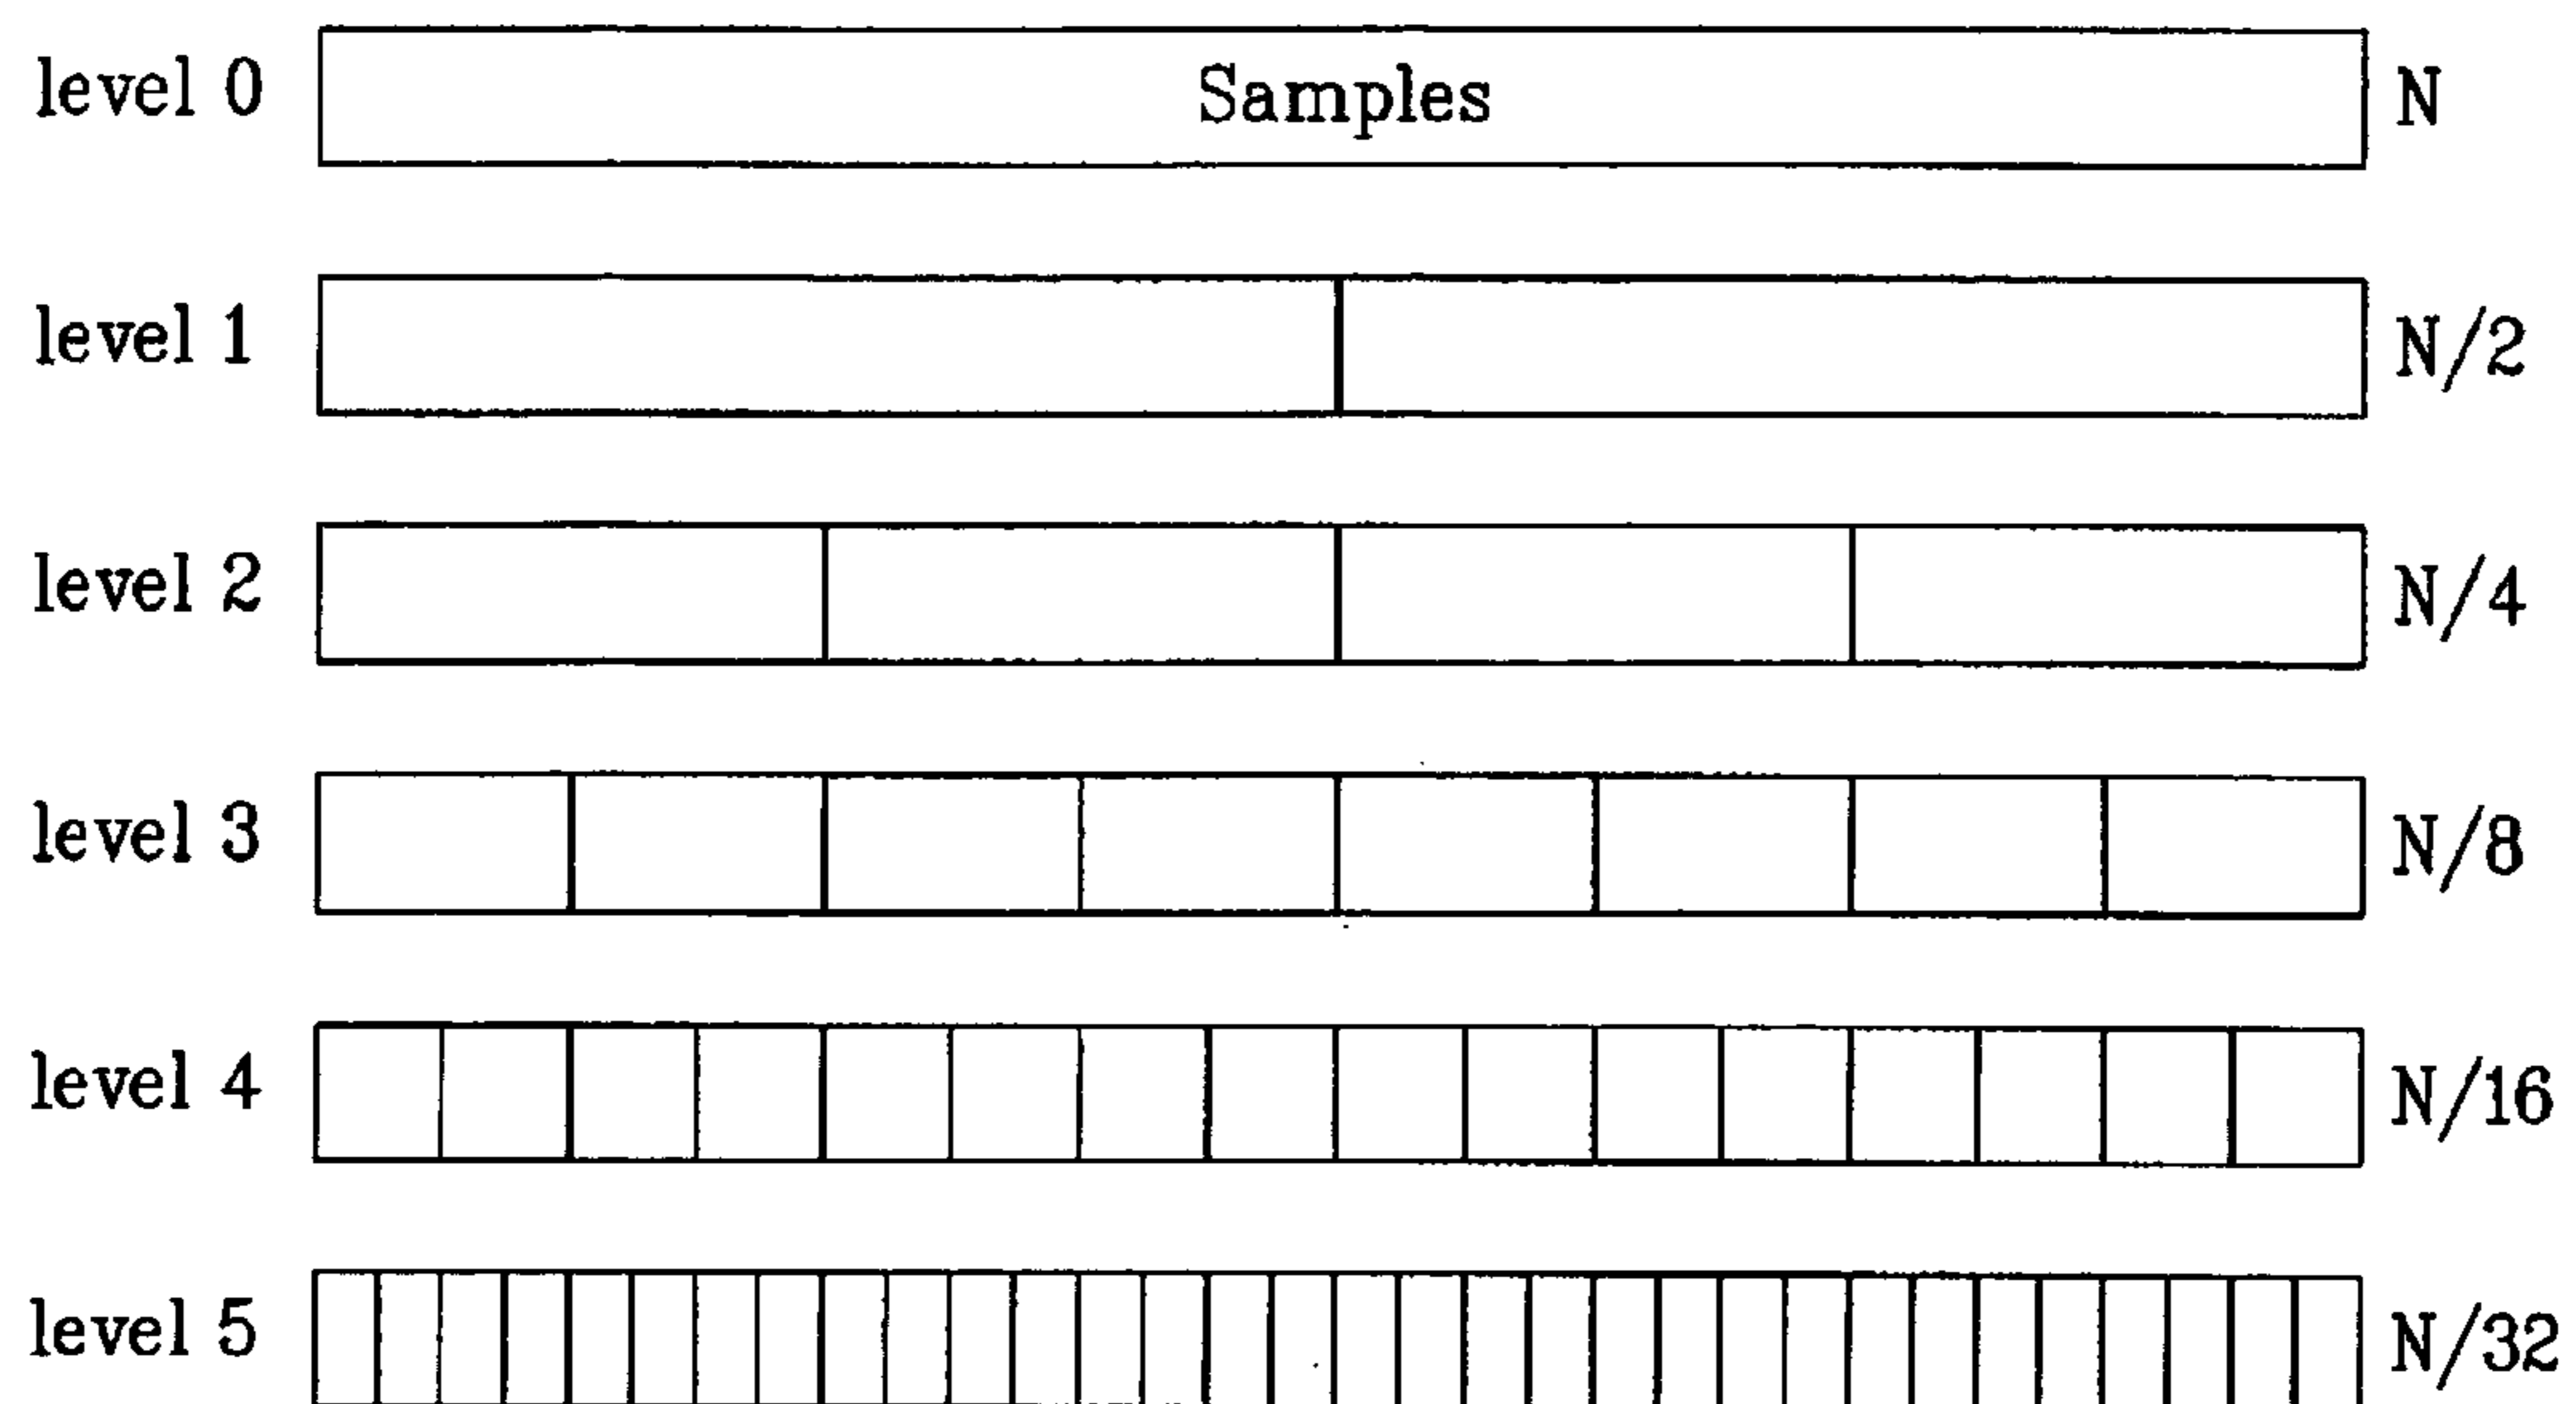 level 0 Samples N
level 1 N/2
level 2 N/4
level 3 N/8
level 4 N/16
level 5 N/32